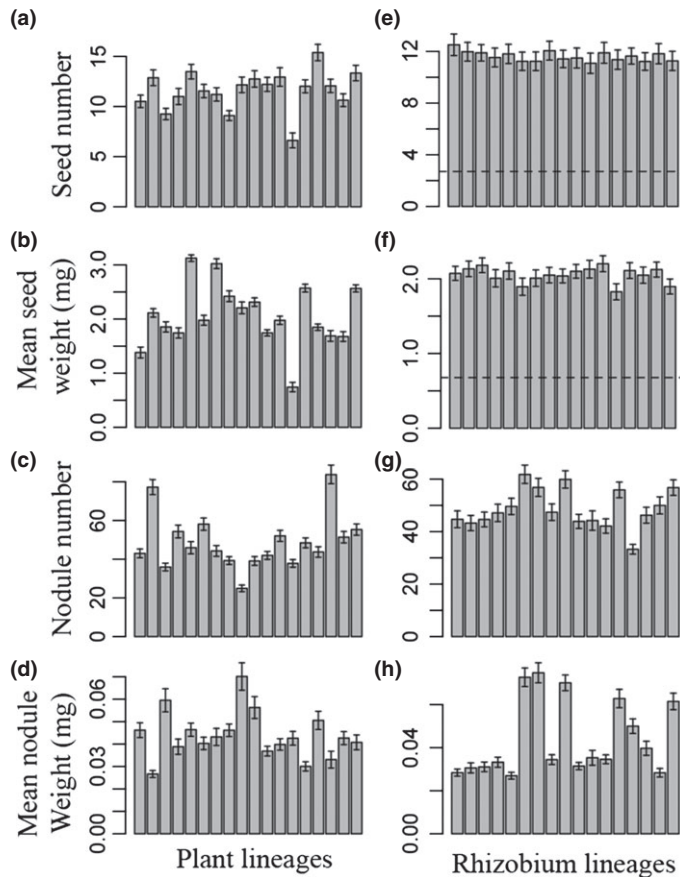 (a)
Seed number
0 5 10 15
(e)
0 4 8 12
(b)
Mean seed
weight (mg)
0.0 1.0 2.0 3.0
(f)
0.0 1.0 2.0
(c)
Nodule number
0 20 60
(g)
0 20 40 60
(d)
Mean nodule
Weight (mg)
0.00 0.03 0.06
(h)
0.00 0.04
Plant lineages
Rhizobium lineages